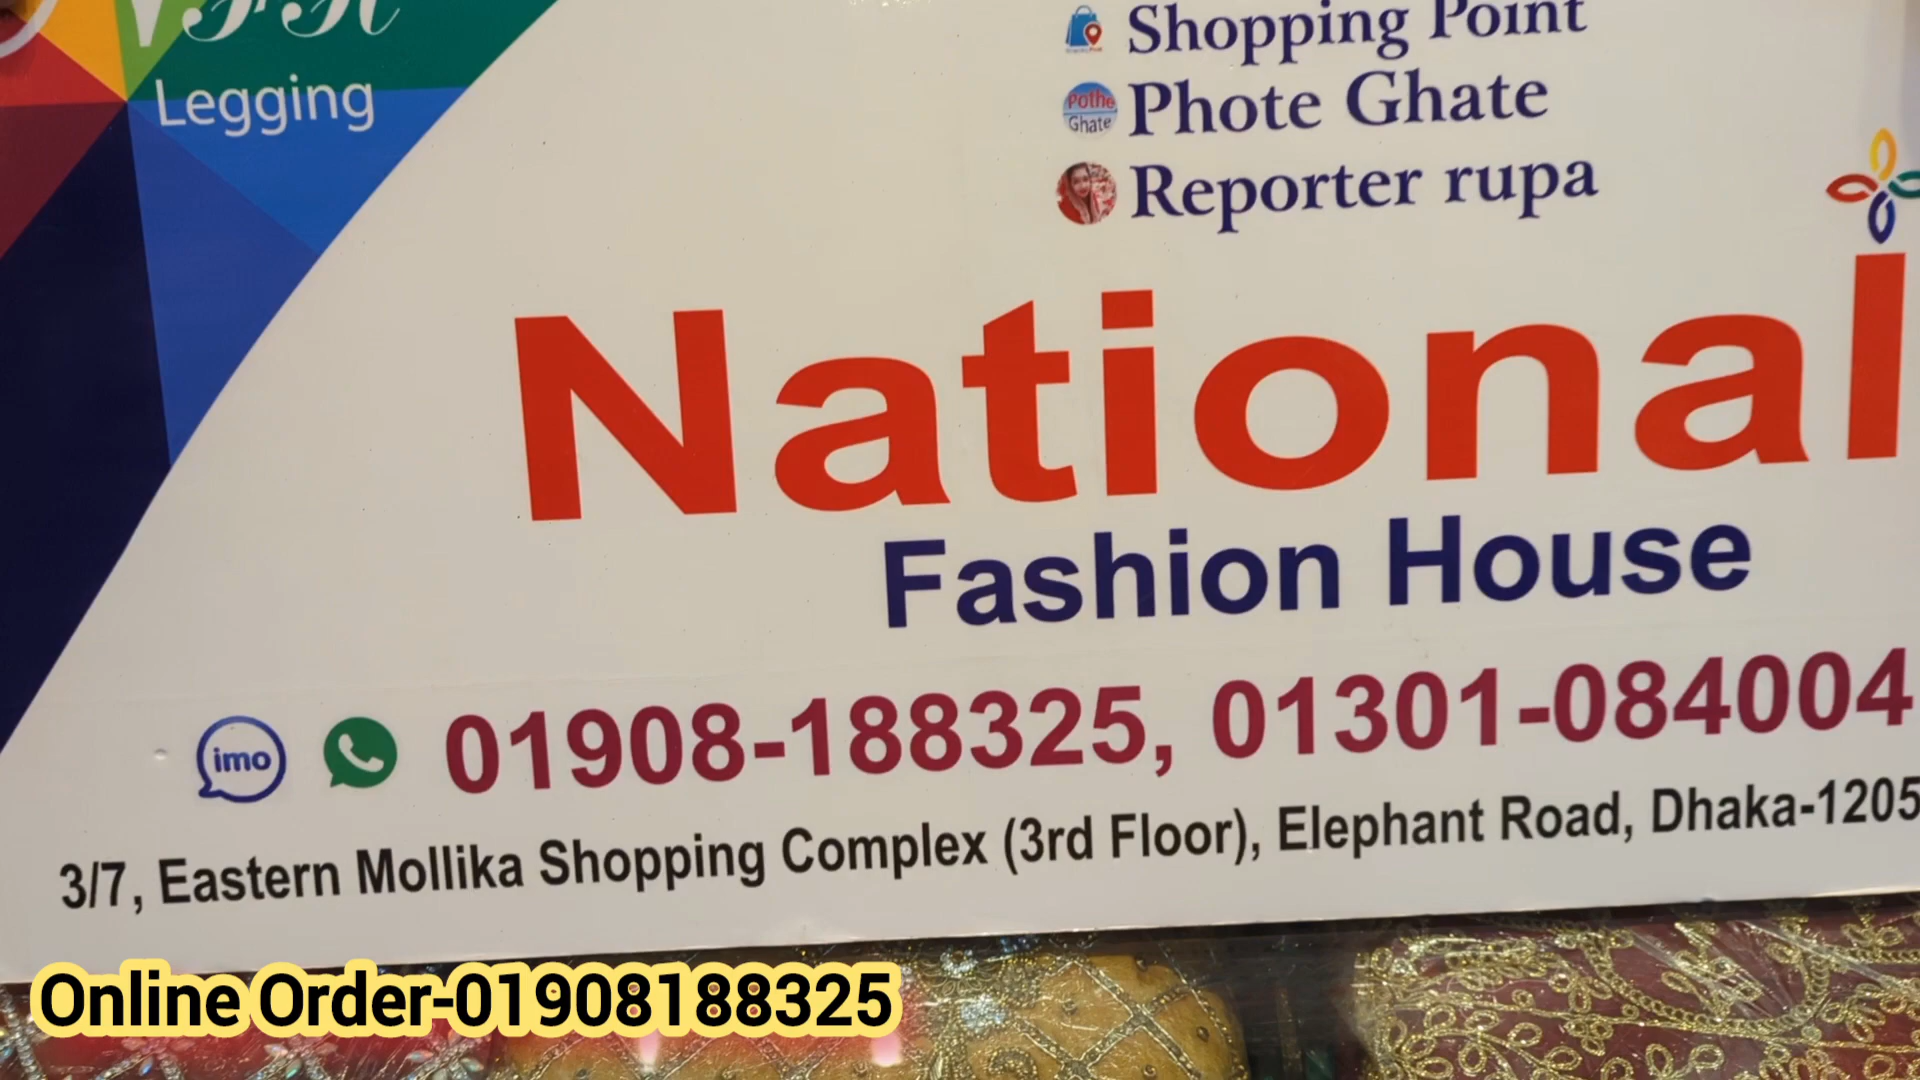 Legging
Shopping Point
Pothe
Ghate
Phote Ghate
Reporter rupa
National
Fashion House
imo
01908-188325, 01301-084004
3/7, Eastern Mollika Shopping Complex (3rd Floor), Elephant Road, Dhaka-1205
Online Order-01908188325